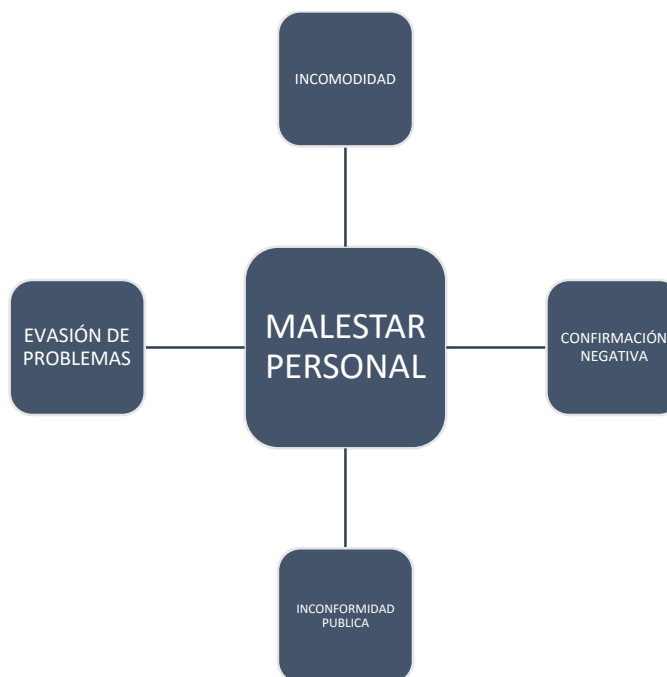 INCOMODIDAD
EVASIÓN DE
PROBLEMAS
MALESTAR
PERSONAL
CONFIRMACIÓN
NEGATIVA
INCONFORMIDAD
PUBLICA